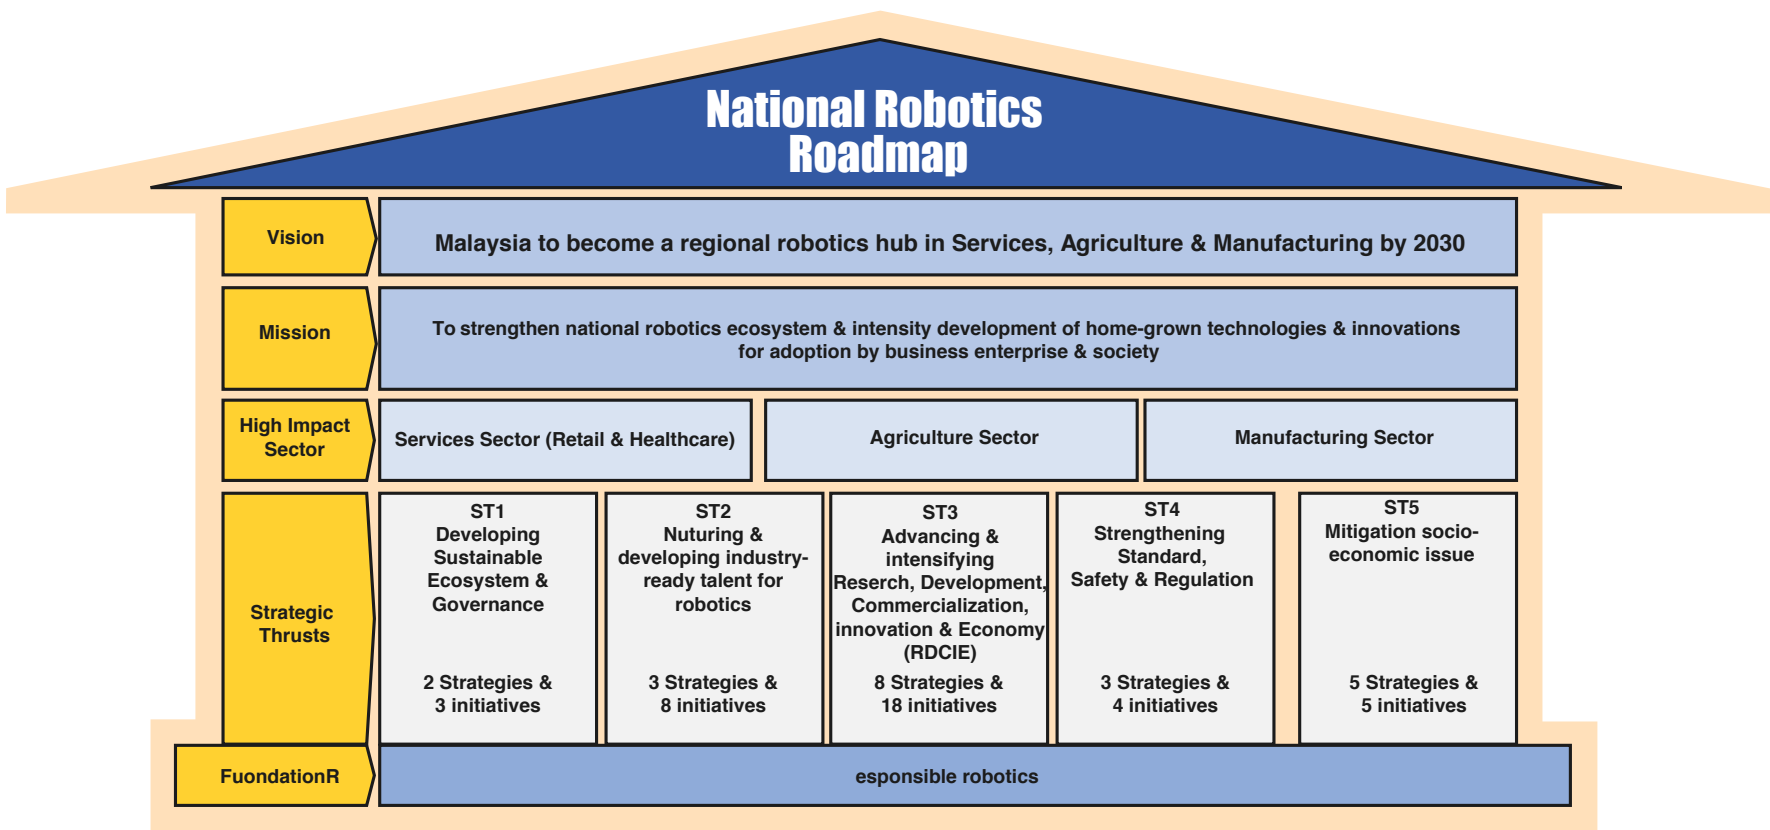 National Robotics
Roadmap
Vision
Malaysia to become a regional robotics hub in Services, Agriculture & Manufacturing by 2030
Mission
To strengthen national robotics ecosystem & intensity development of home-grown technologies & innovations
for adoption by business enterprise & society
High Impact
Sector
Services Sector (Retail & Healthcare)
Agriculture Sector
Manufacturing Sector
Strategic
Thrusts
ST1
Developing
Sustainable
Ecosystem &
Governance
2 Strategies &
3 initiatives
ST2
Nuturing &
developing industry-
ready talent for
robotics
3 Strategies &
8 initiatives
ST3
Advancing &
intensifying
Reserch, Development,
Commercialization,
innovation & Economy
(RDCIE)
8 Strategies &
18 initiatives
ST4
Strengthening
Standard,
Safety & Regulation
3 Strategies &
4 initiatives
ST5
Mitigation socio-
economic issue
5 Strategies &
5 initiatives
FuondationR
esponsible robotics